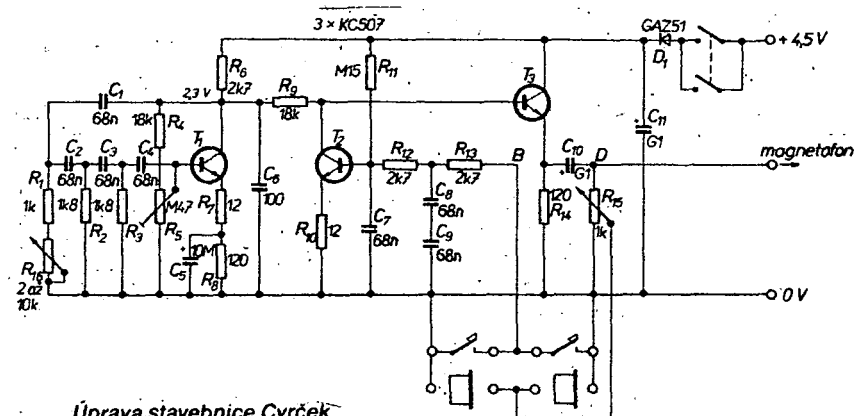 3 × KC507
GAZ51
+ 4,5 V
D₁
R₆
2k7
M15
R₁₁
T₃
C₁
68n
2,3 V
R₉
18k
18k
R₄
T₁
T₂
C₁₁
G1
C₂
68n
C₃
68n
C₄
68n
R₁₂
2k7
R₁₃
2k7
B
C₁₀
G1
D
magnetofon
C₆
100
R₁
1k
1k8
R₂
1k8
R₃
M47
R₅
R₇
12
R₁₀
12
C₇
68n
C₈
68n
C₉
68n
120
R₁₄
R₁₅
1k
R₁₆
2 až
10k
10M
C₅
120
R₈
0 V
Úprava stavebnice Cvrček